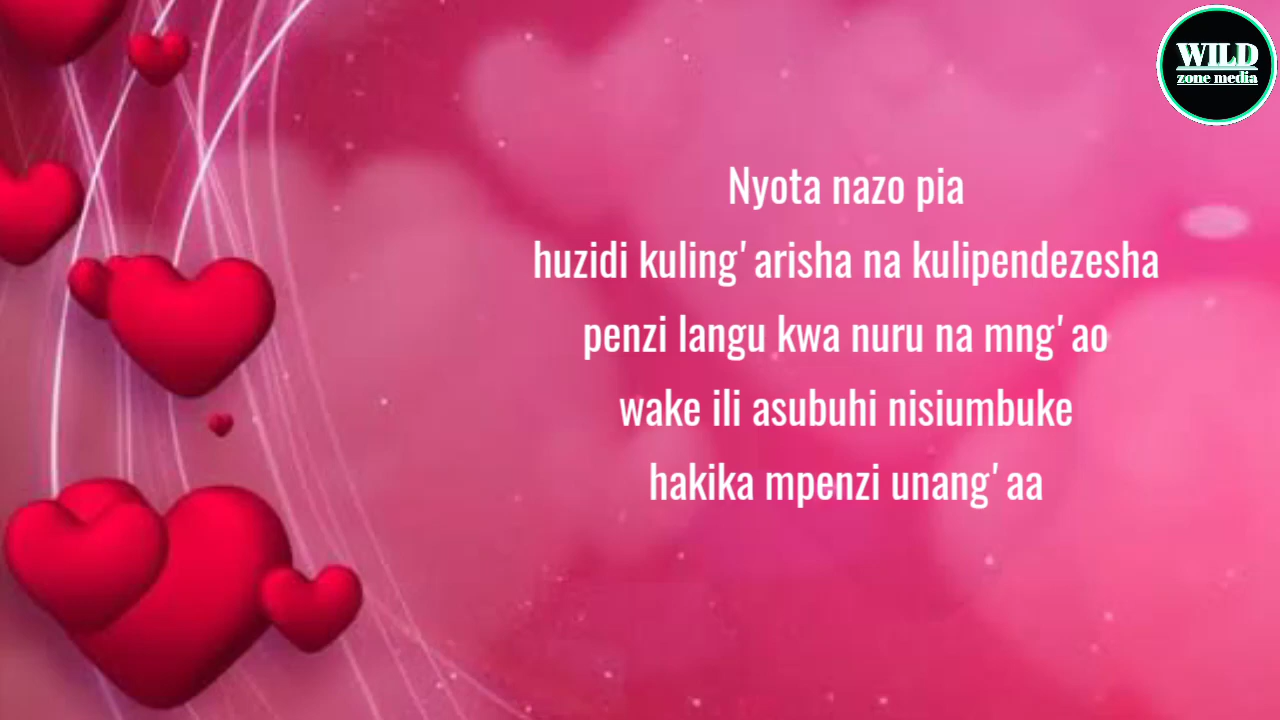 WILD
zone media
Nyota nazo pia
huzidi kuling'arisha na kulipendezesha
penzi langu kwa nuru na mng'ao
wake ili asubuhi nisiumbuke
hakika mpenzi unang'aa